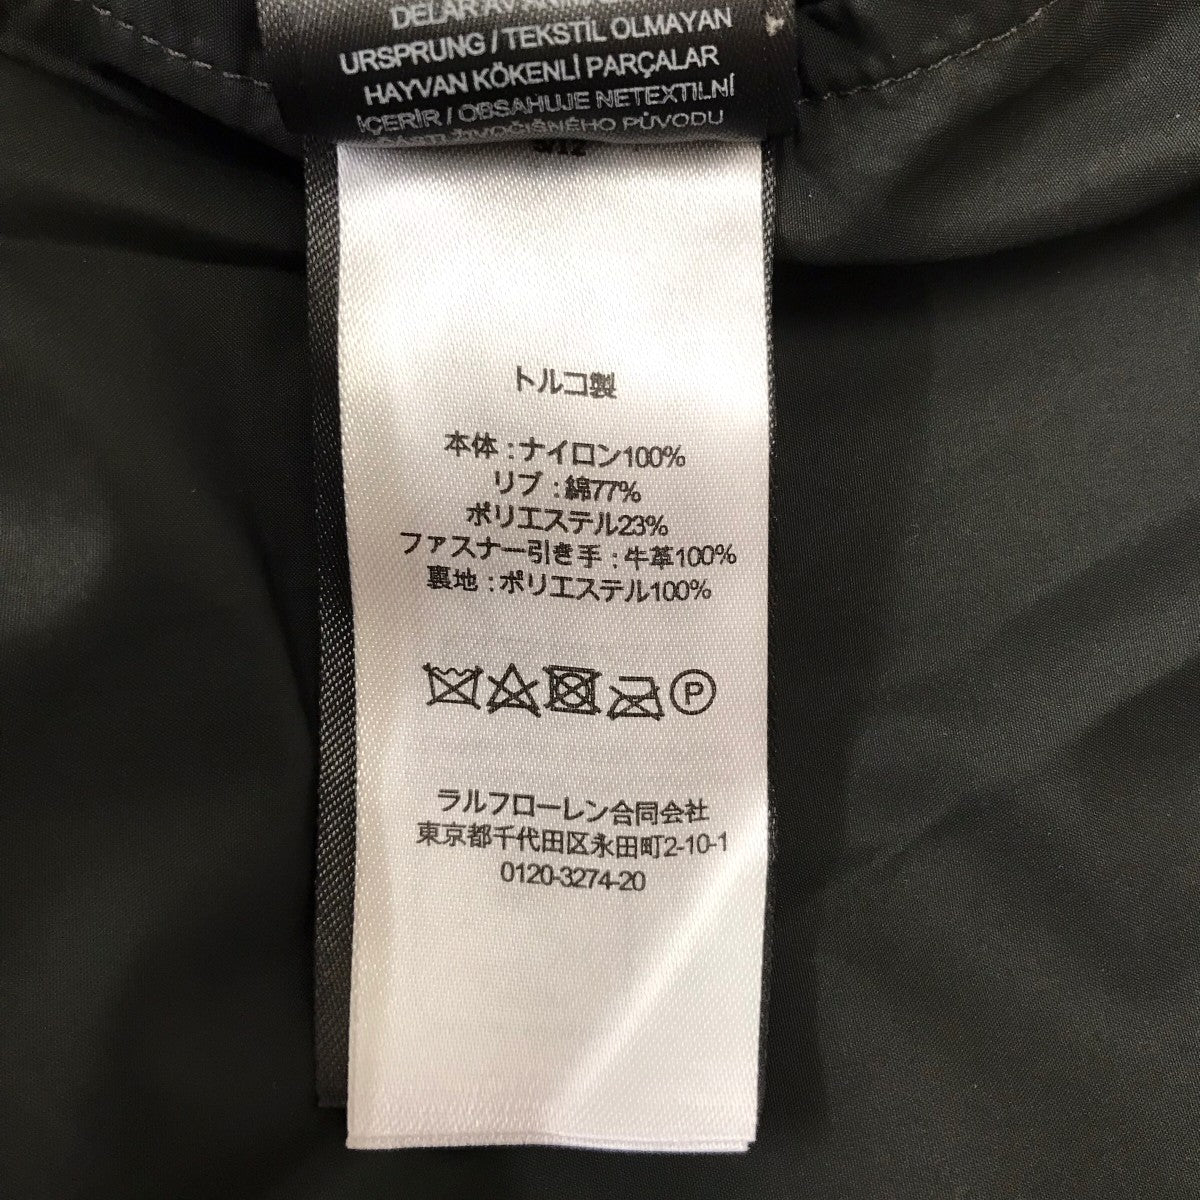 DELAR AV
URSPRUNG / TEKSTİL OLMAYAN
HAYVAN KÖKENLİ PARÇALAR
İÇERİR / OBSAHUJE NETEXTILNÍ
ČÁSTI ŽIVOČIŠNÉHO PŮVODU
トルコ製
本体 : ナイロン100%
リブ : 綿77%
ポリエステル23%
ファスナー引き手 : 牛革100%
裏地 : ポリエステル100%
P
ラルフローレン合同会社
東京都千代田区永田町2-10-1
0120-3274-20